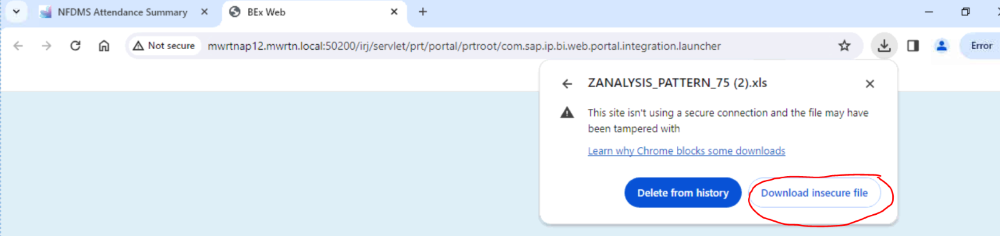 NFDMS Attendance Summary
BEx Web
Not secure
mwrtnap12.mwrtn.local:50200/irj/servlet/prt/portal/prtroot/com.sap.ip.bi.web.portal.integration.launcher
Error
ZANALYSIS_PATTERN_75 (2).xls
This site isn't using a secure connection and the file may have
been tampered with
Learn why Chrome blocks some downloads
Delete from history
Download insecure file